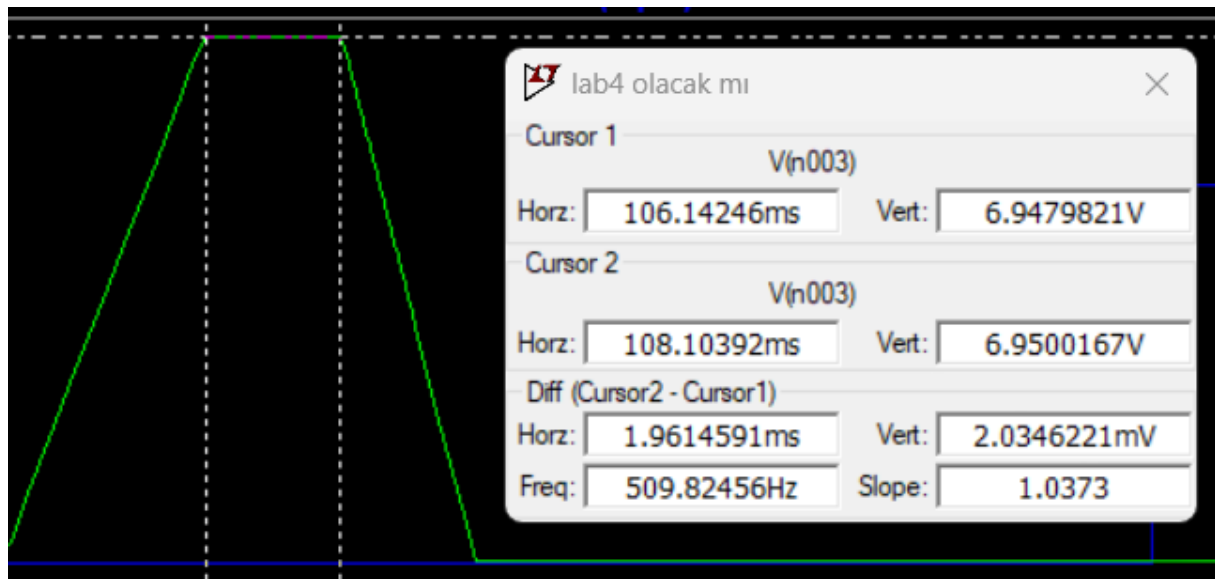 lab4 olacak mı
Cursor 1
V(n003)
Horz: 106.14246ms Vert: 6.9479821V
Cursor 2
V(n003)
Horz: 108.10392ms Vert: 6.9500167V
Diff (Cursor2 - Cursor1)
Horz: 1.9614591ms Vert: 2.0346221mV
Freq: 509.82456Hz Slope: 1.0373